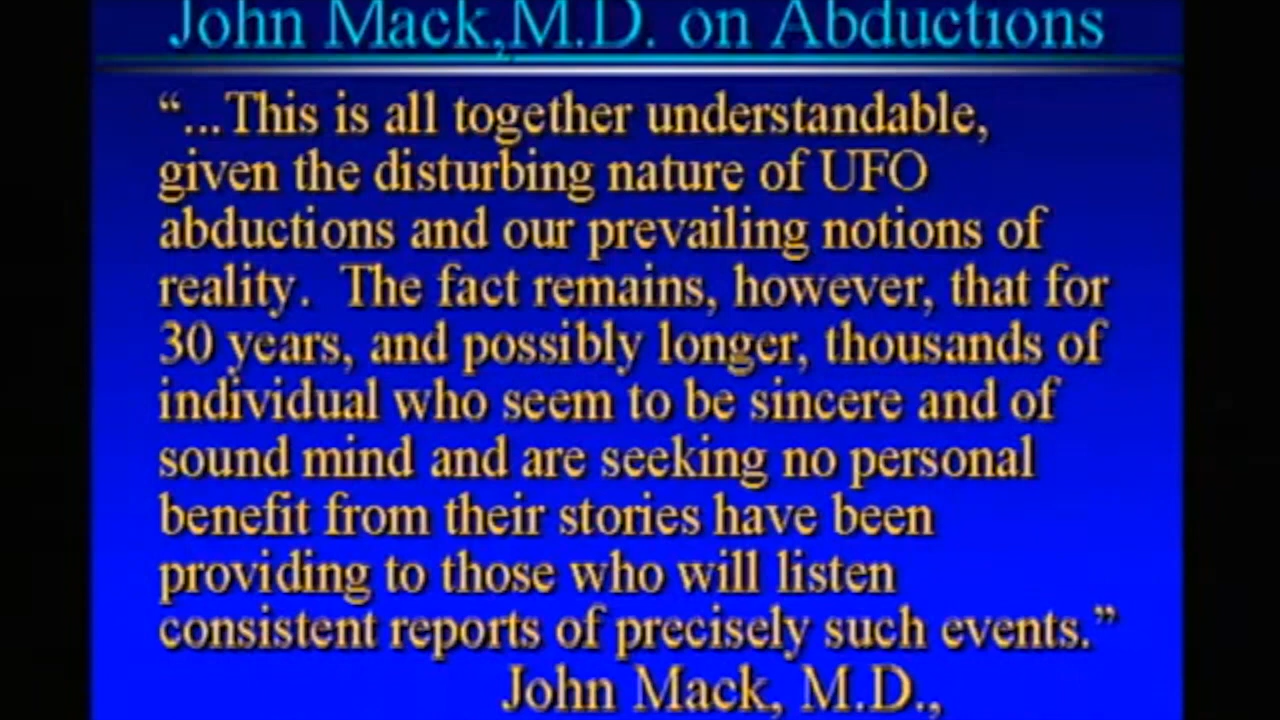 John Mack,M.D. on Abductions
“...This is all together understandable,
given the disturbing nature of UFO
abductions and our prevailing notions of
reality.  The fact remains, however, that for
30 years, and possibly longer, thousands of
individual who seem to be sincere and of
sound mind and are seeking no personal
benefit from their stories have been
providing to those who will listen
consistent reports of precisely such events.”
John Mack, M.D.,